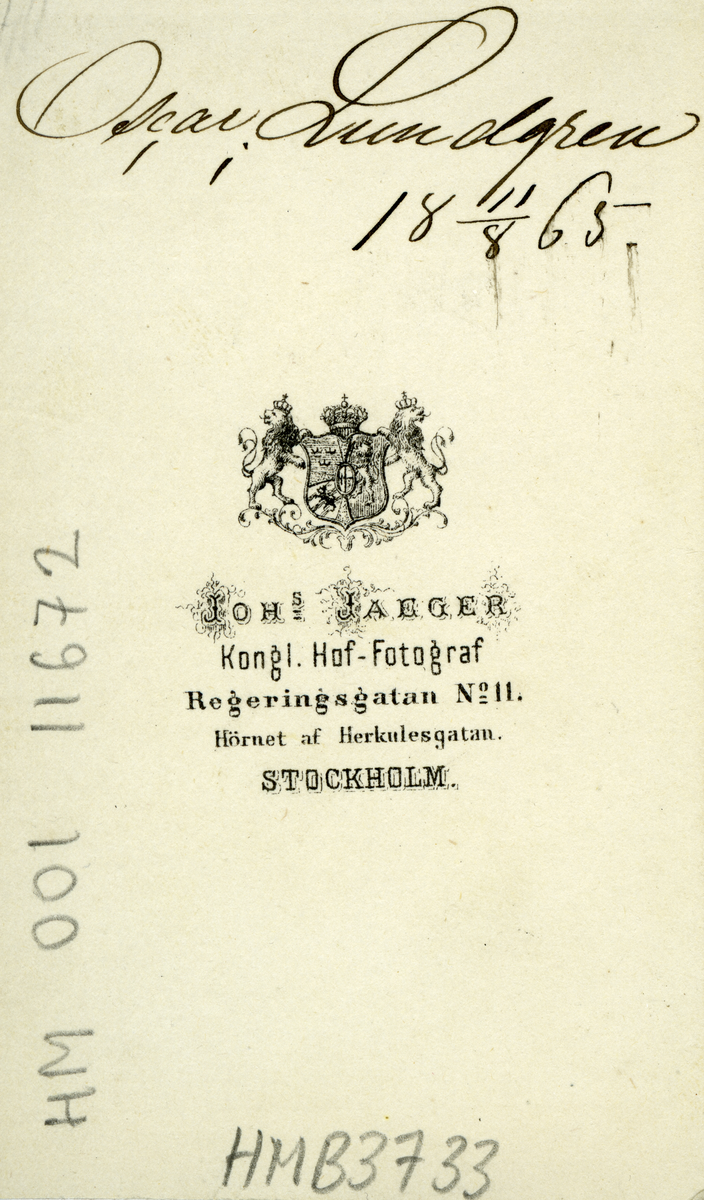 Oscar Lundgren
18 11/8 65.
JOHS JAEGER
Kongl. Hof-Fotograf
Regeringsgatan No 11.
Hörnet af Herkulesgatan.
STOCKHOLM.
HM 001 11672
HMB3733